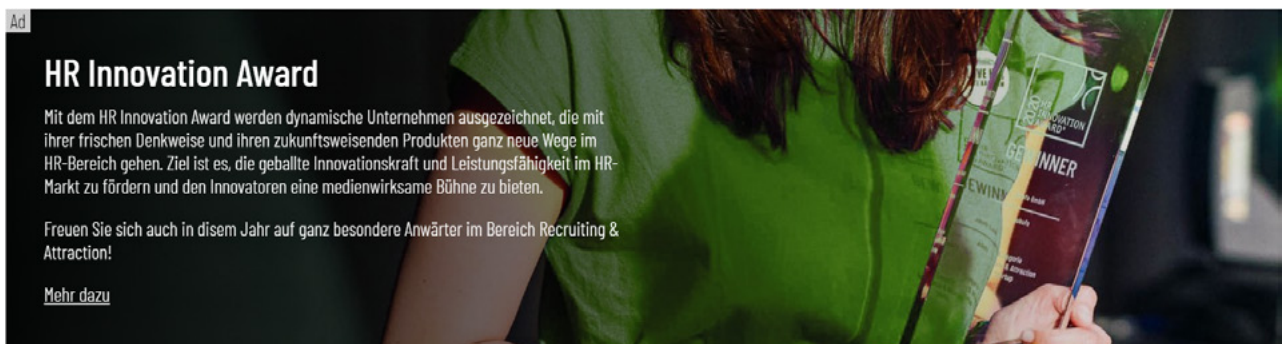 Ad
HR Innovation Award
Mit dem HR Innovation Award werden dynamische Unternehmen ausgezeichnet, die mit
ihrer frischen Denkweise und ihren zukunftsweisenden Produkten ganz neue Wege im
HR-Bereich gehen. Ziel ist es, die geballte Innovationskraft und Leistungsfähigkeit im HR-
Markt zu fördern und den Innovatoren eine medienwirksame Bühne zu bieten.
Freuen Sie sich auch in disem Jahr auf ganz besondere Anwärter im Bereich Recruiting &
Attraction!
Mehr dazu
HR
INNOVATION
AWARD
GEWINNER
& Attraction